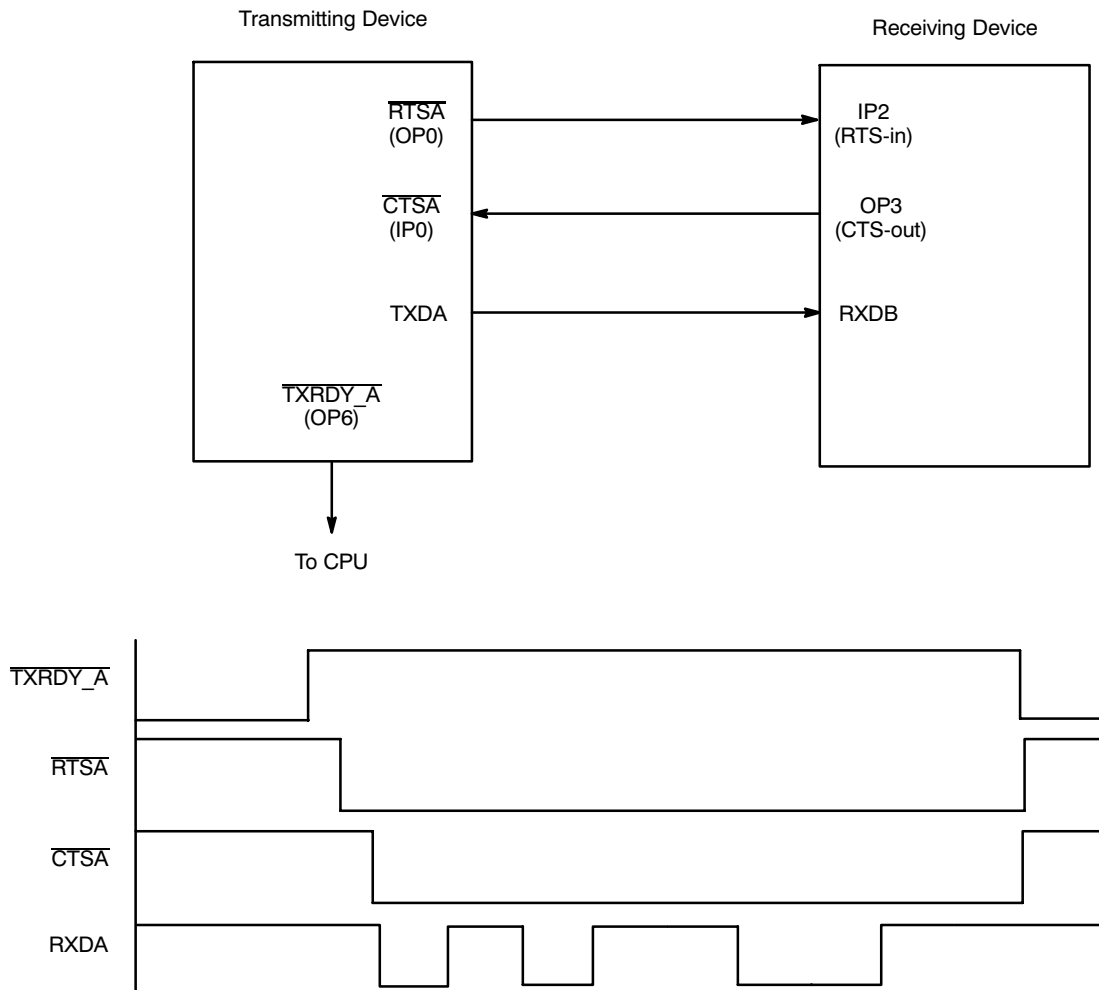 Transmitting Device
Receiving Device
RTSA
(OP0)
IP2
(RTS-in)
CTSA
(IP0)
OP3
(CTS-out)
TXDA
RXDB
TXRDY_A
(OP6)
To CPU
TXRDY_A
RTSA
CTSA
RXDA